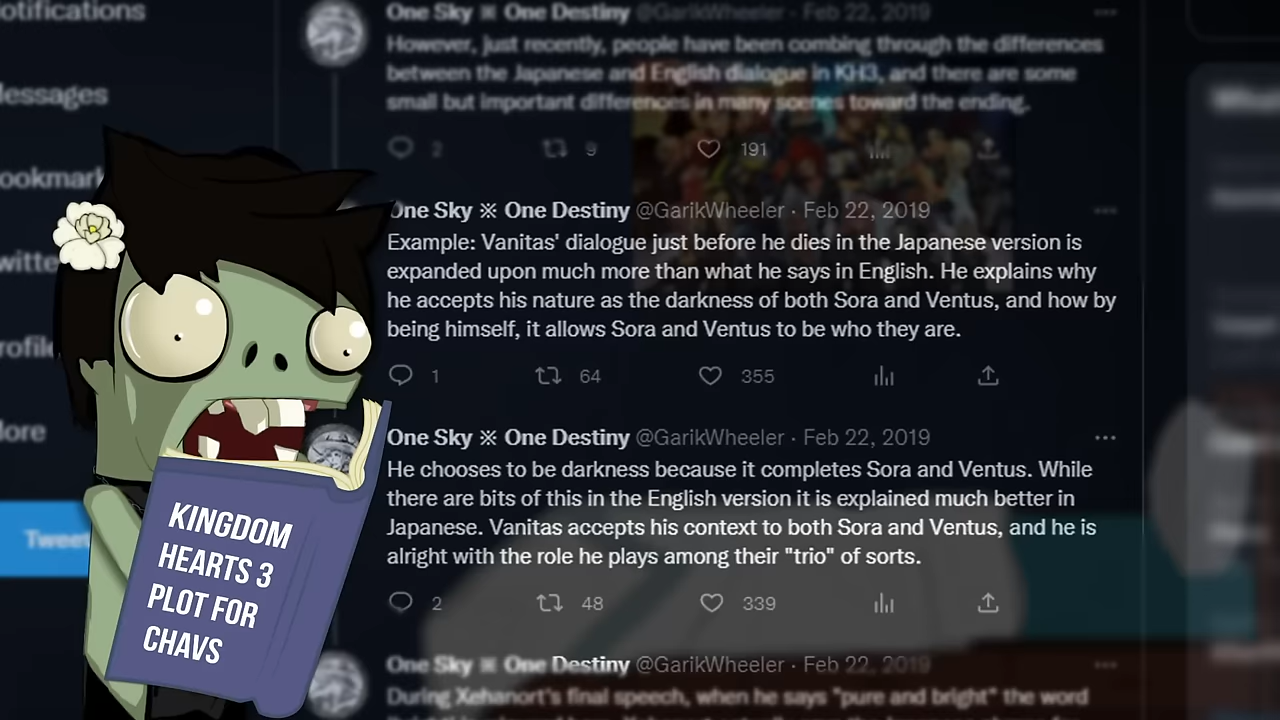 otifications
One Sky ※ One Destiny @GarikWheeler · Feb 22, 2019
However, just recently, people have been combing through the differences
between the Japanese and English dialogue in KH3, and there are some
small but important differences in many scenes toward the ending.
2 9 191
essages
ookmark
One Sky ※ One Destiny @GarikWheeler · Feb 22, 2019
Example: Vanitas' dialogue just before he dies in the Japanese version is
expanded upon much more than what he says in English. He explains why
he accepts his nature as the darkness of both Sora and Ventus, and how by
being himself, it allows Sora and Ventus to be who they are.
1 64 355
witte
rofile
ore
One Sky ※ One Destiny @GarikWheeler · Feb 22, 2019
He chooses to be darkness because it completes Sora and Ventus. While
there are bits of this in the English version it is explained much better in
Japanese. Vanitas accepts his context to both Sora and Ventus, and he is
alright with the role he plays among their "trio" of sorts.
2 48 339
Tweet
KINGDOM
HEARTS 3
PLOT FOR
CHAVS
One Sky ※ One Destiny @GarikWheeler · Feb 22, 2019
During Xehanort's final speech, when he says "pure and bright" the word